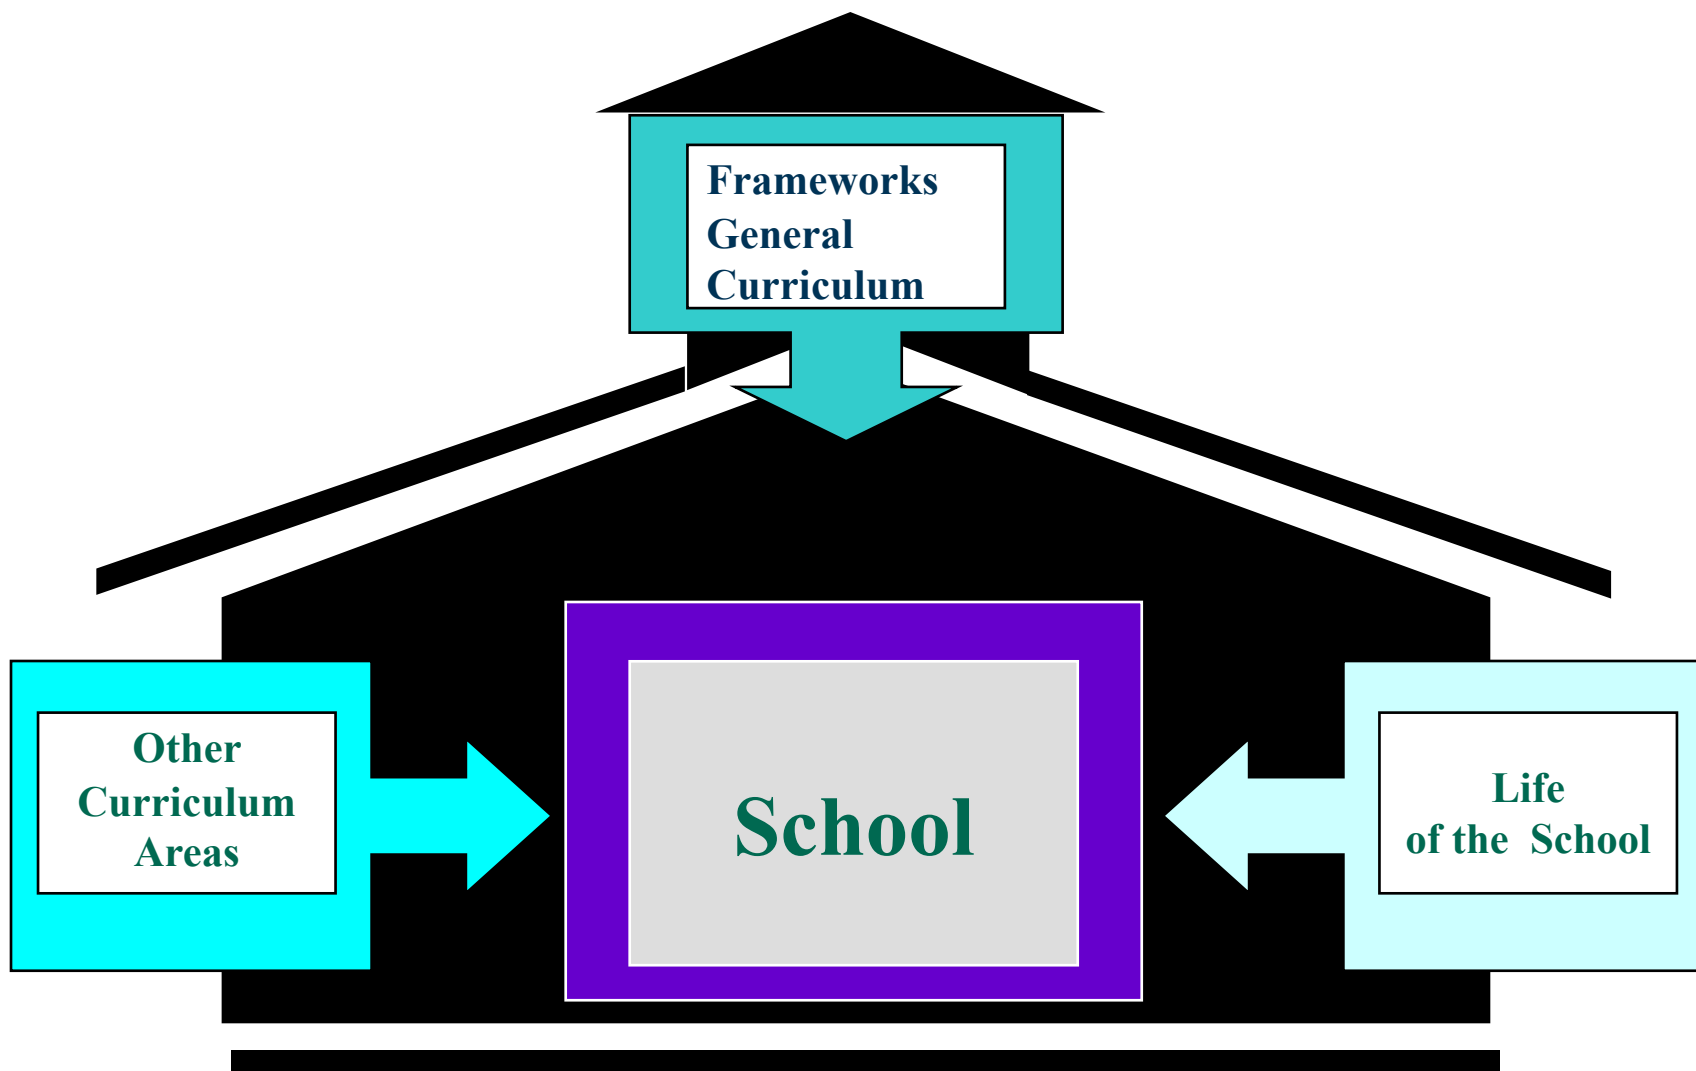 Frameworks
General
Curriculum
Other
Curriculum
Areas
School
Life
of the  School